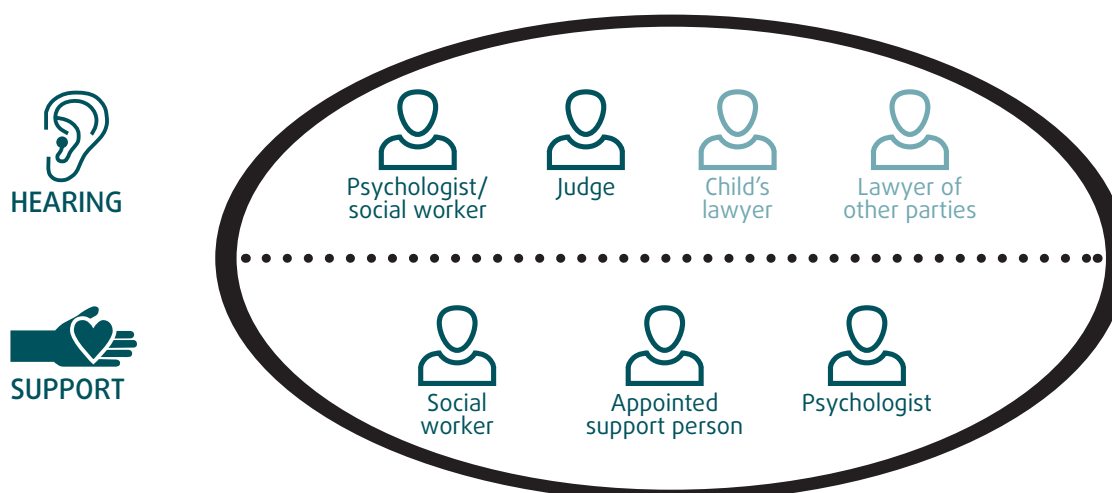 HEARING
Psychologist/
social worker
Judge
Child's
lawyer
Lawyer of
other parties
SUPPORT
Social
worker
Appointed
support person
Psychologist